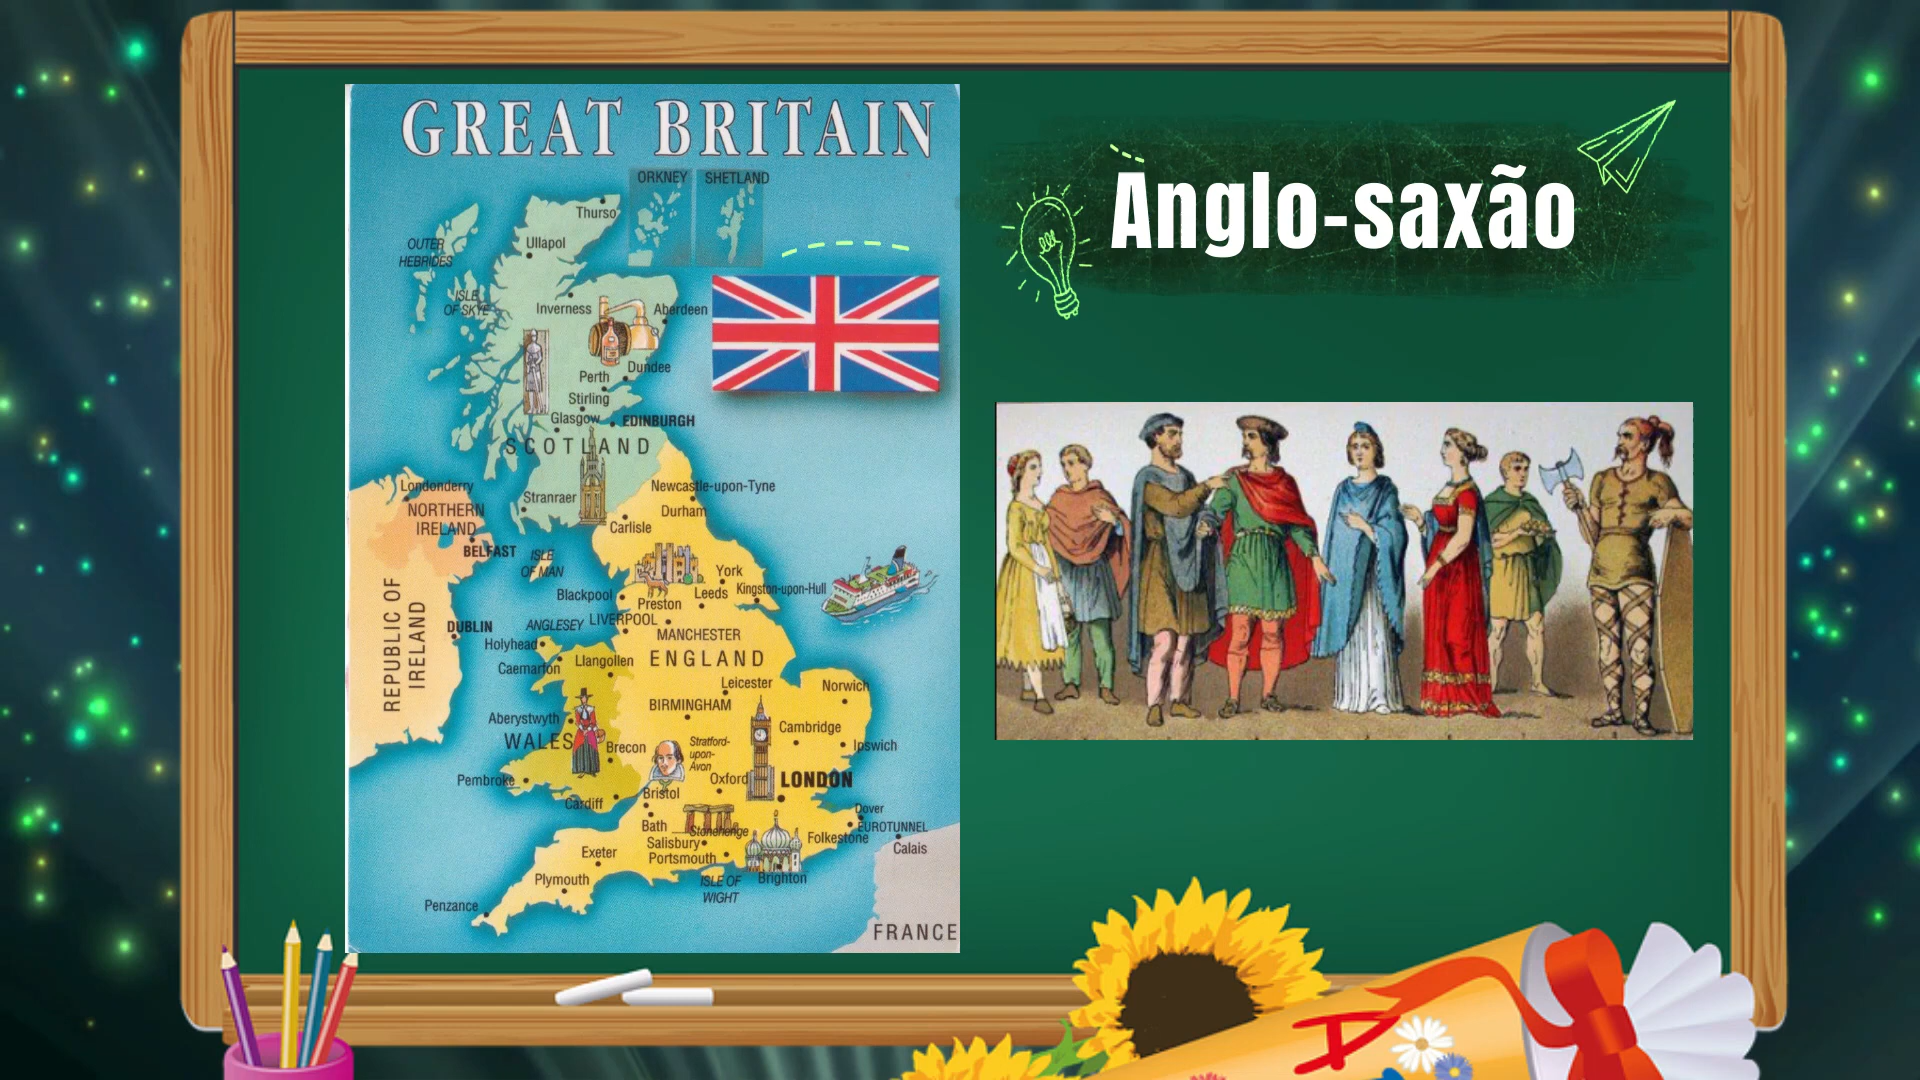 GREAT BRITAIN
ORKNEY
SHETLAND
Thurso
OUTER
HEBRIDES
Ullapol
ISLE
OF SKYE
Inverness
Aberdeen
Dundee
Perth
Stirling
Glasgow
EDINBURGH
SCOTLAND
Londonderry
NORTHERN
IRELAND
Stranraer
Newcastle-upon-Tyne
Durham
Carlisle
BELFAST
ISLE
OF MAN
York
Blackpool
Preston
Leeds
Kingston-upon-Hull
REPUBLIC OF
IRELAND
DUBLIN
ANGLESEY
LIVERPOOL
Holyhead
MANCHESTER
Caernarfon
Llangollen
ENGLAND
Leicester
Norwich
BIRMINGHAM
Aberystwyth
WALES
Brecon
Stratford-
upon-
Avon
Cambridge
Ipswich
Pembroke
Oxford
LONDON
Cardiff
Bristol
Dover
Bath
Stonehenge
EUROTUNNEL
Folkestone
Calais
Salisbury
Portsmouth
Exeter
Plymouth
ISLE OF
WIGHT
Brighton
Penzance
FRANCE
Anglo-saxão